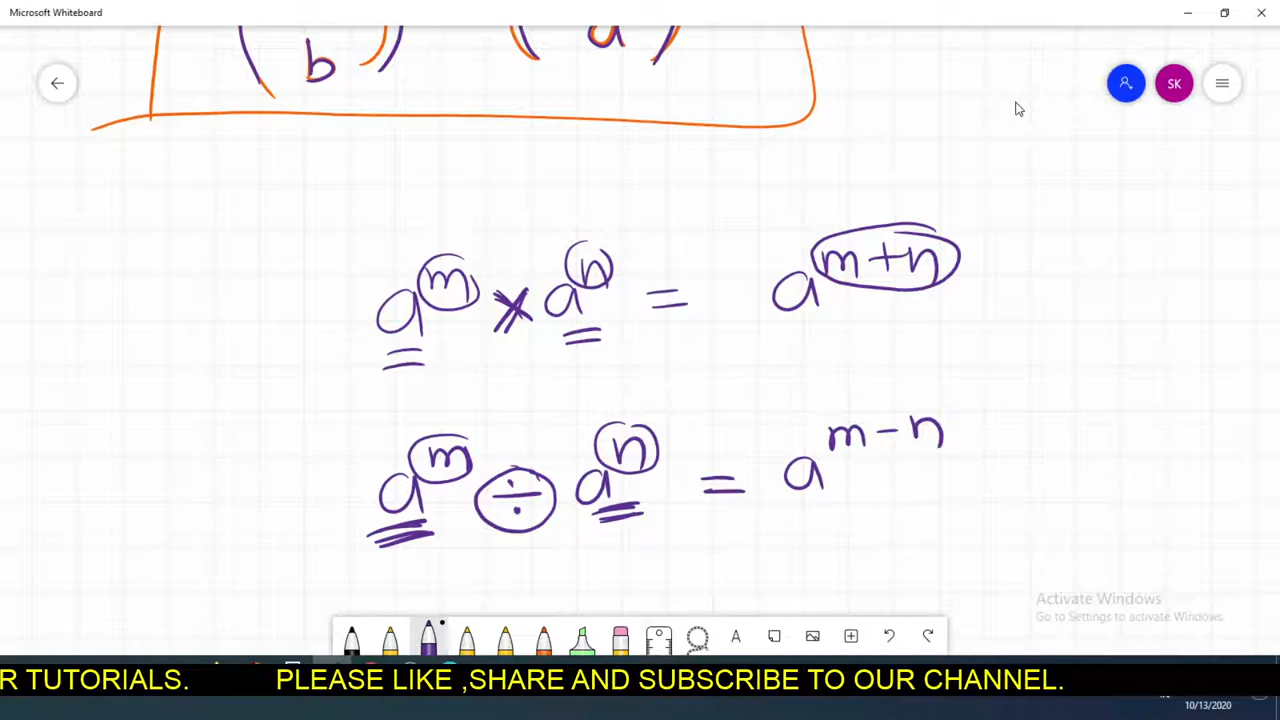 Microsoft Whiteboard
( b ) ( a )
SK
a^m × a^n = a^(m+n)
a^m ÷ a^n = a^(m-n)
Activate Windows
Go to Settings to activate Windows.
A
R TUTORIALS. PLEASE LIKE ,SHARE AND SUBSCRIBE TO OUR CHANNEL.
10/13/2020